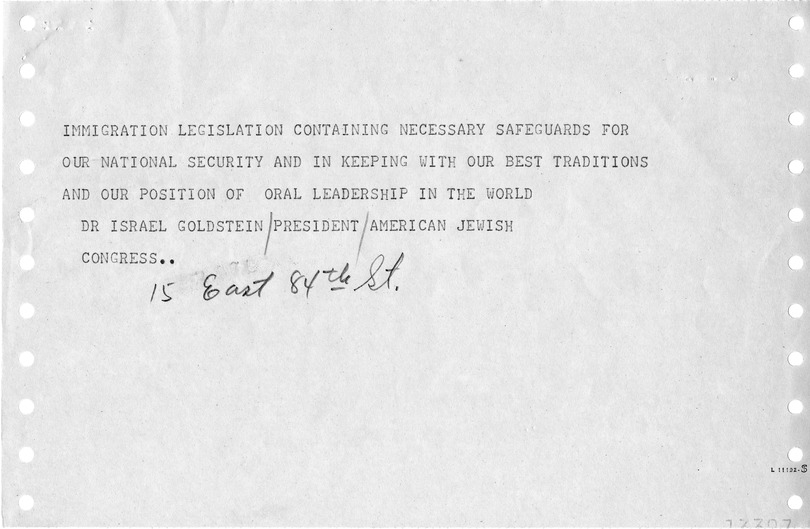 IMMIGRATION LEGISLATION CONTAINING NECESSARY SAFEGUARDS FOR
OUR NATIONAL SECURITY AND IN KEEPING WITH OUR BEST TRADITIONS
AND OUR POSITION OF ORAL LEADERSHIP IN THE WORLD
DR ISRAEL GOLDSTEIN/PRESIDENT/AMERICAN JEWISH
CONGRESS..
15 East 84th St.
L 11132-S